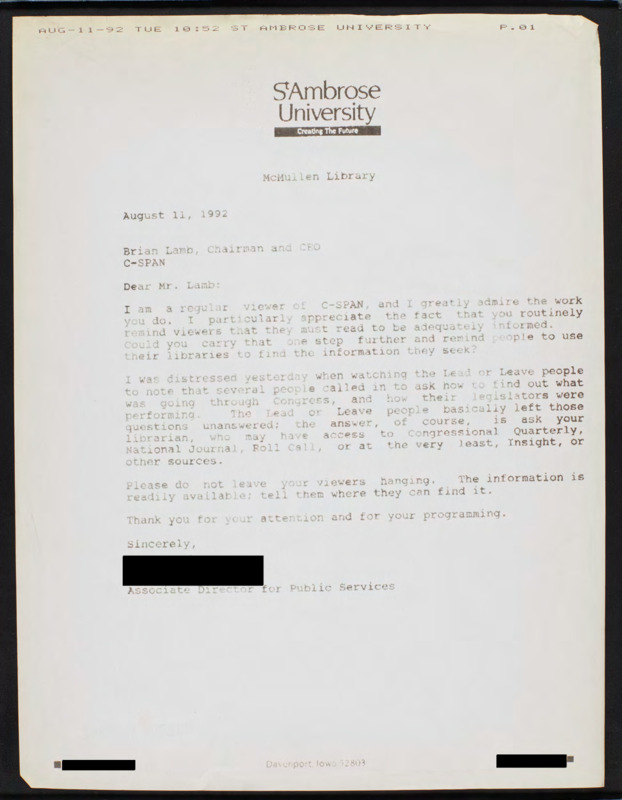 AUG-11-92 TUE 10:52 ST AMBROSE UNIVERSITY P.01
St Ambrose
University
Creating The Future
McMullen Library
August 11, 1992
Brian Lamb, Chairman and CEO
C-SPAN
Dear Mr. Lamb:
I am a regular viewer of C-SPAN, and I greatly admire the work
you do. I particularly appreciate the fact that you routinely
remind viewers that they must read to be adequately informed.
Could you carry that one step further and remind people to use
their libraries to find the information they seek?
I was distressed yesterday when watching the Lead or Leave people
to note that several people called in to ask how to find out what
was going through Congress, and how their legislators were
performing. The Lead or Leave people basically left those
questions unanswered; the answer, of course, is ask your
librarian, who may have access to Congressional Quarterly,
National Journal, Roll Call, or at the very least, Insight, or
other sources.
Please do not leave your viewers hanging. The information is
readily available; tell them where they can find it.
Thank you for your attention and for your programming.
Sincerely,
Associate Director for Public Services
Davenport, Iowa 52803